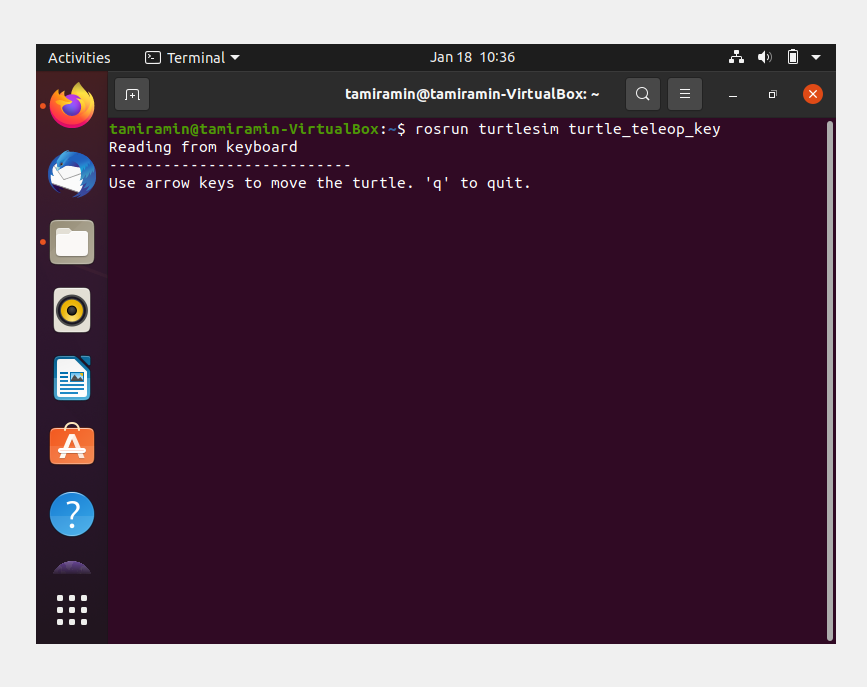 Activities
Terminal
Jan 18 10:36
tamiramin@tamiramin-VirtualBox: ~
tamiramin@tamiramin-VirtualBox:~$ rosrun turtlesim turtle_teleop_key
Reading from keyboard
---------------------------
Use arrow keys to move the turtle. 'q' to quit.